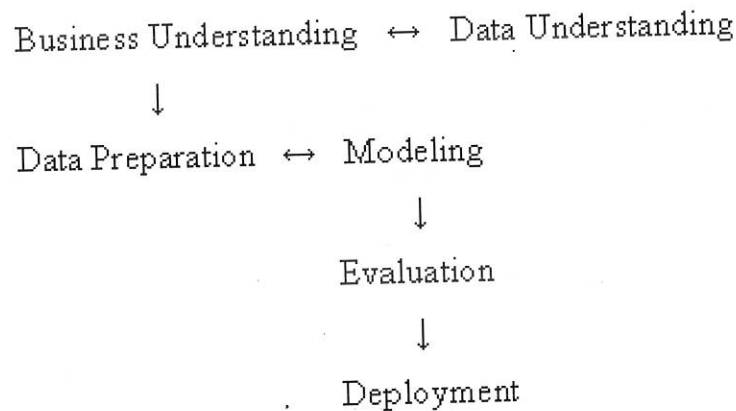 Business Understanding ↔ Data Understanding
↓
Data Preparation ↔ Modeling
↓
Evaluation
↓
Deployment